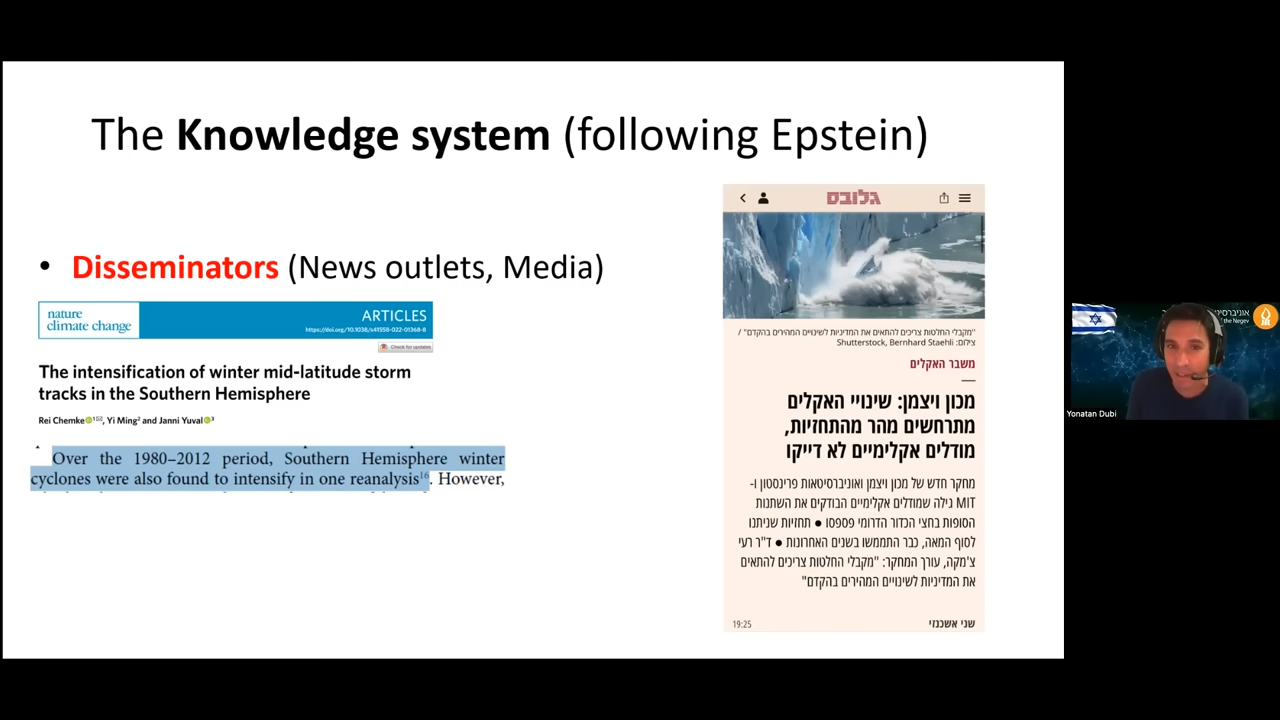 The Knowledge system (following Epstein)
• Disseminators (News outlets, Media)
nature
climate change
ARTICLES
https://doi.org/10.1038/s41558-022-01368-8
Check for updates
The intensification of winter mid-latitude storm
tracks in the Southern Hemisphere
Rei Chemke 1✉, Yi Ming2 and Janni Yuval 3
Over the 1980–2012 period, Southern Hemisphere winter
cyclones were also found to intensify in one reanalysis16. However,
גלובס
"מקבלי החלטות צריכים להתאים את המדיניות לשינויים המהירים בהקדם" /
צילום: Shutterstock, Bernhard Staehli
משבר האקלים
מכון ויצמן: שינויי האקלים
מתרחשים מהר מהתחזיות,
מודלים אקלימיים לא דייקו
מחקר חדש של מכון ויצמן ואוניברסיטאות פרינסטון ו-
MIT גילה שמודלים אקלימיים הבודקים את השתנות
הסופות בחצי הכדור הדרומי פספסו ● תחזיות שניתנו
לסוף המאה, כבר התממשו בשנים האחרונות ● ד"ר רעי
צ'מקה, עורך המחקר: "מקבלי החלטות צריכים להתאים
את המדיניות לשינויים המהירים בהקדם"
שני אשכנזי
19:25
the Negev
Yonatan Dubi